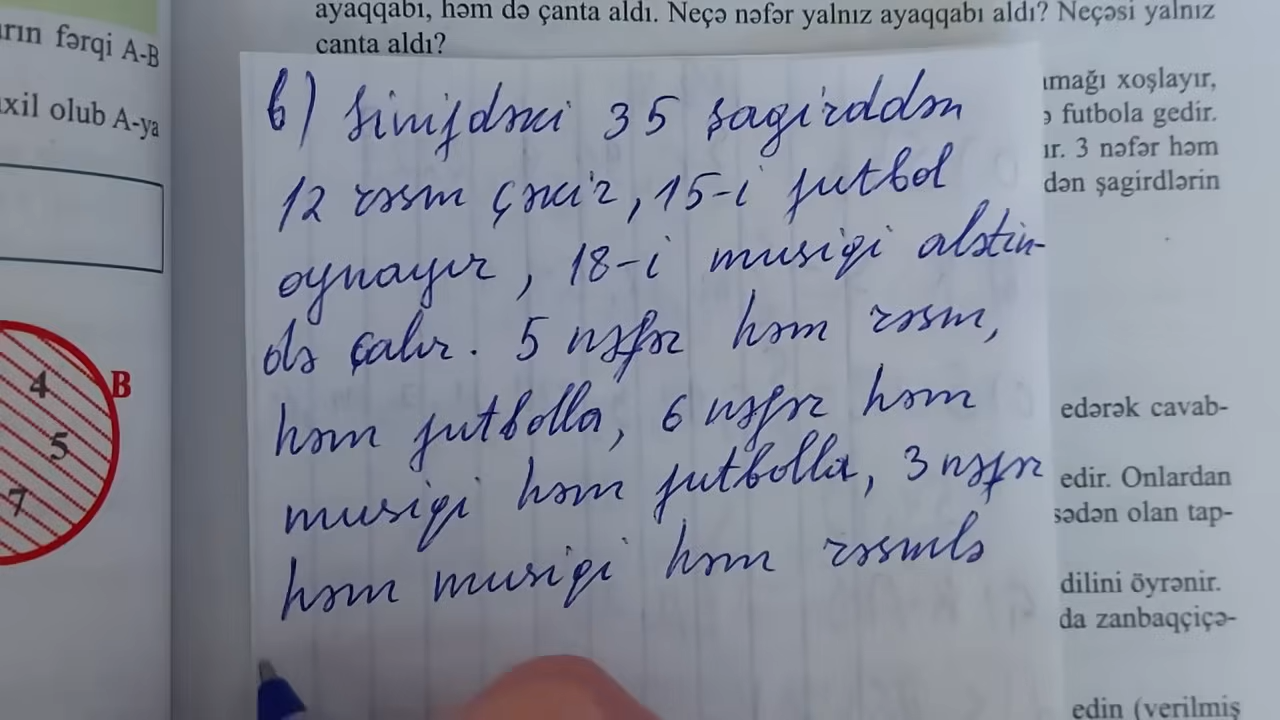 ayaqqabı, həm də çanta aldı. Neçə nəfər yalnız ayaqqabı aldı? Neçəsi yalnız
canta aldı?
rın fərqi A-B
xil olub A-ya
b) Sinifdəki 35 şagirddən
12 rəsm çəkir, 15-i futbol
oynayır, 18-i musiqi alətin-
də çalır. 5 nəfər həm rəsm,
həm futbolla, 6 nəfər həm
musiqi həm futbolla, 3 nəfər
həm musiqi həm rəsmlə
mağı xoşlayır,
ə futbola gedir.
ır. 3 nəfər həm
dən şagirdlərin
4
B
5
7
edərək cavab-
edir. Onlardan
sədən olan tap-
dilini öyrənir.
da zanbaqçiçə-
edin (verilmiş